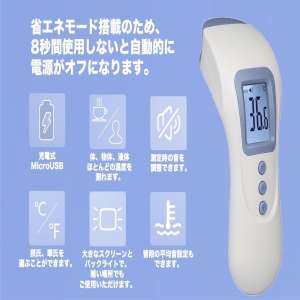 省エネモード搭載のため、
8秒間使用しないと自動的に
電源がオフになります。
36.6
充電式
MicroUSB
体、物体、液体
ほとんどの温度を
測れます。
測定時の音を
調整できます。
°C/°F
摂氏、華氏を
選ぶことができます。
大きなスクリーンと
バックライトで、
暗い場所でも
ご使用いただけます。
の平均値測定も
できます。